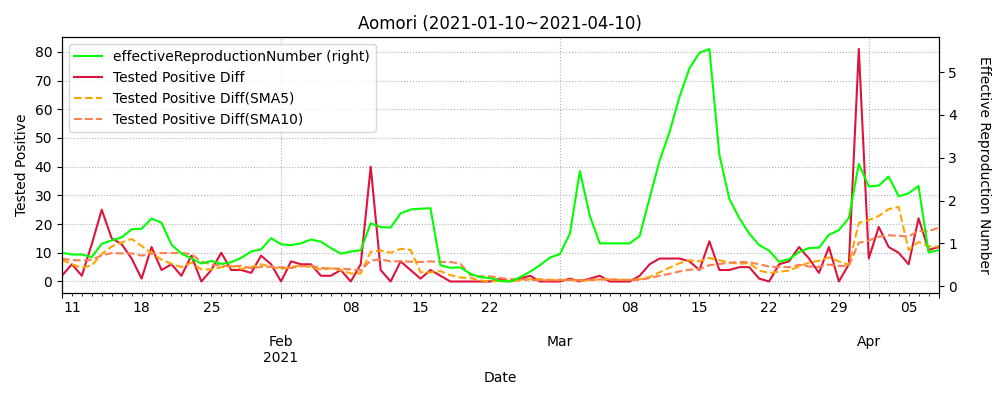 Aomori (2021-01-10~2021-04-10)
effectiveReproductionNumber (right)
Tested Positive Diff
Tested Positive Diff(SMA5)
Tested Positive Diff(SMA10)
Tested Positive
80
70
60
50
40
30
20
10
0
Effective Reproduction Number
5
4
3
2
1
0
11 18 25 08 15 22 08 15 22 29 05
Feb Mar Apr
2021
Date